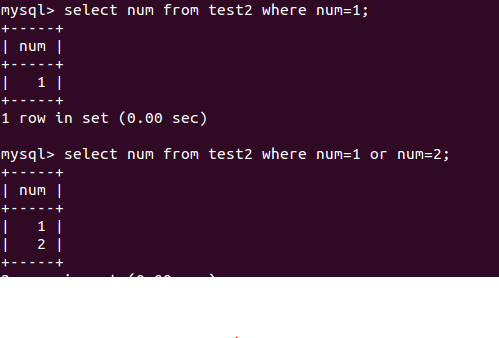 mysql> select num from test2 where num=1;
+-----+
| num |
+-----+
|   1 |
+-----+
1 row in set (0.00 sec)
mysql> select num from test2 where num=1 or num=2;
+-----+
| num |
+-----+
|   1 |
|   2 |
+-----+